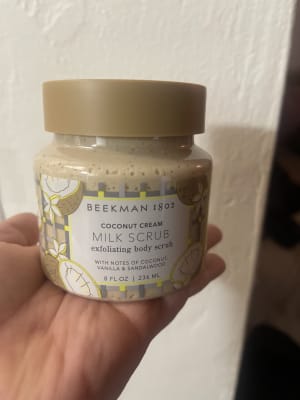 BEEKMAN 1802
COCONUT CREAM
MILK SCRUB
exfoliating body scrub
WITH NOTES OF COCONUT,
VANILLA & SANDALWOOD
8 FL OZ | 236 ML